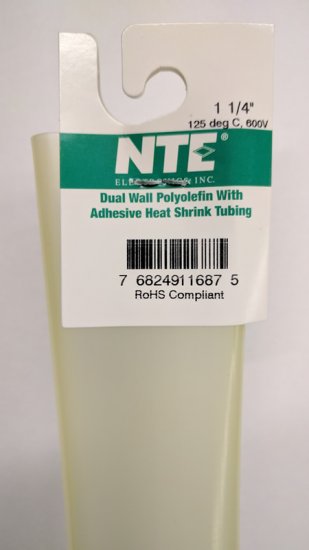 1 1/4"
125 deg C, 600V
NTE®
ELECTRONICS, INC.
Dual Wall Polyolefin With
Adhesive Heat Shrink Tubing
7 6824911687 5
RoHS Compliant